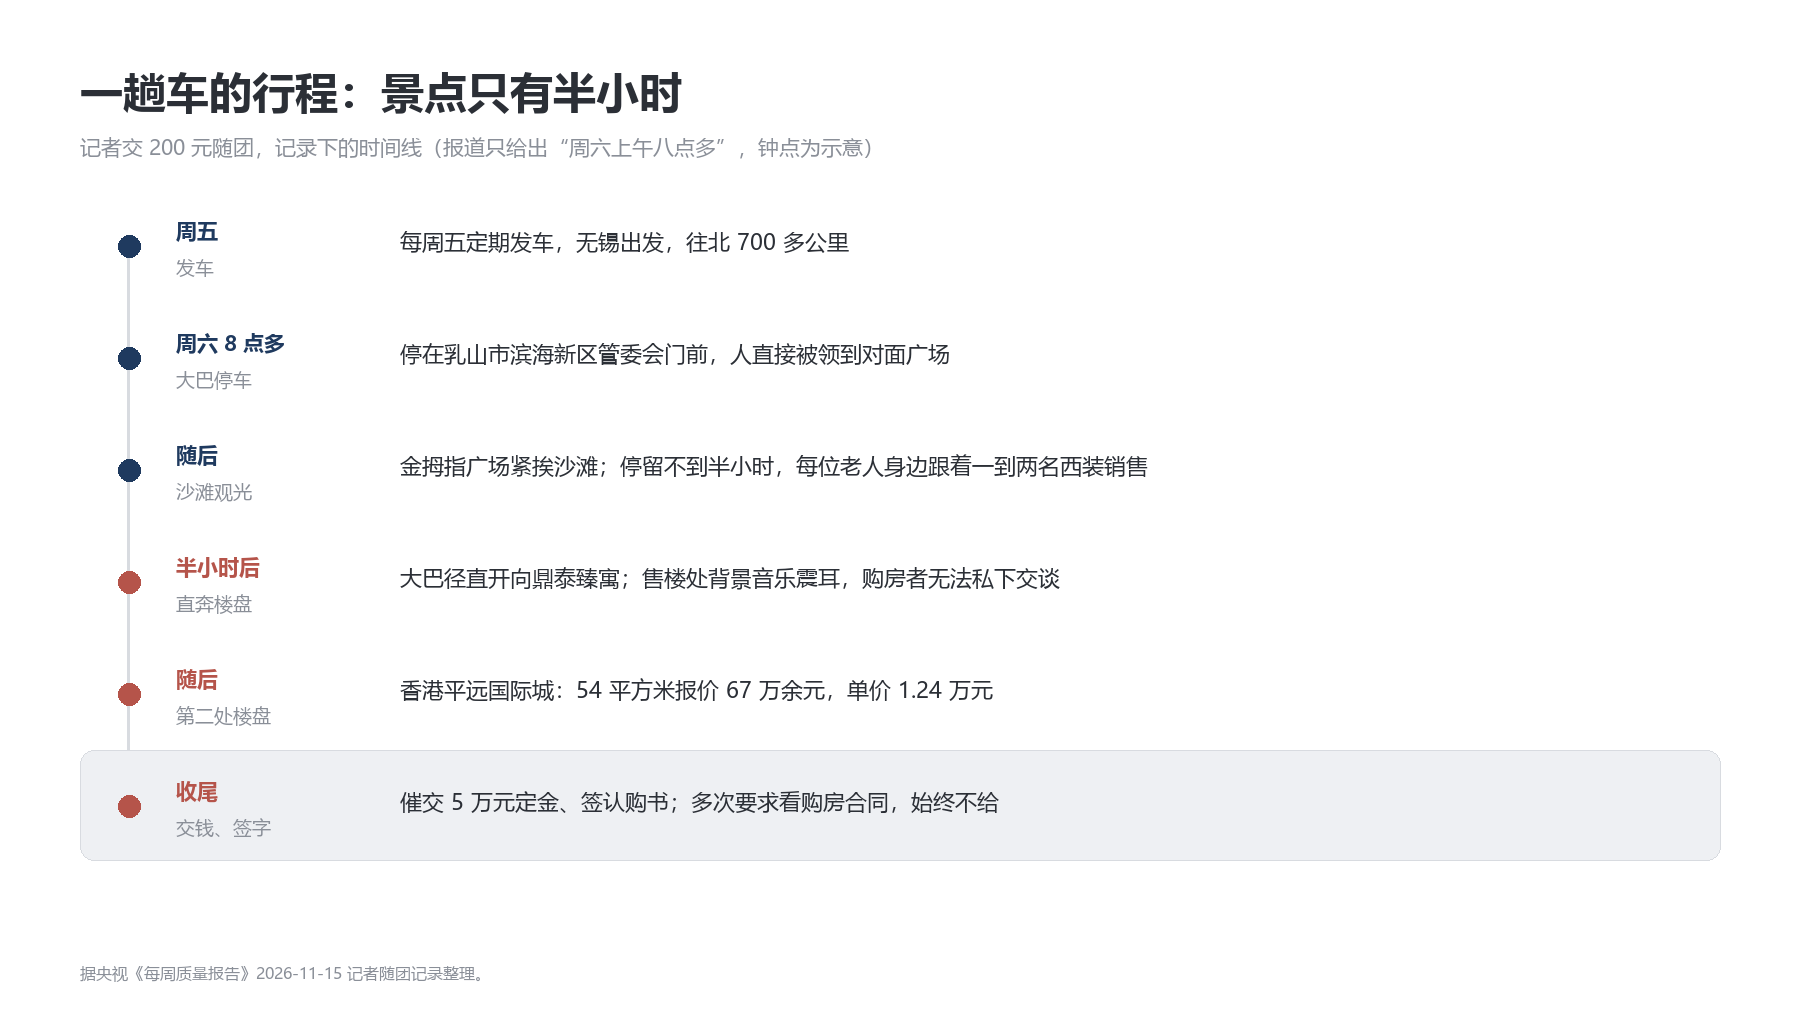 一趟车的行程：景点只有半小时
记者交 200 元随团，记录下的时间线（报道只给出“周六上午八点多”，钟点为示意）
周五
发车
每周五定期发车，无锡出发，往北 700 多公里
周六 8 点多
大巴停车
停在乳山市滨海新区管委会门前，人直接被领到对面广场
随后
沙滩观光
金拇指广场紧挨沙滩；停留不到半小时，每位老人身边跟着一到两名西装销售
半小时后
直奔楼盘
大巴径直开向鼎泰臻寓；售楼处背景音乐震耳，购房者无法私下交谈
随后
第二处楼盘
香港平远国际城：54 平方米报价 67 万余元，单价 1.24 万元
收尾
交钱、签字
催交 5 万元定金、签认购书；多次要求看购房合同，始终不给
据央视《每周质量报告》2026-11-15 记者随团记录整理。